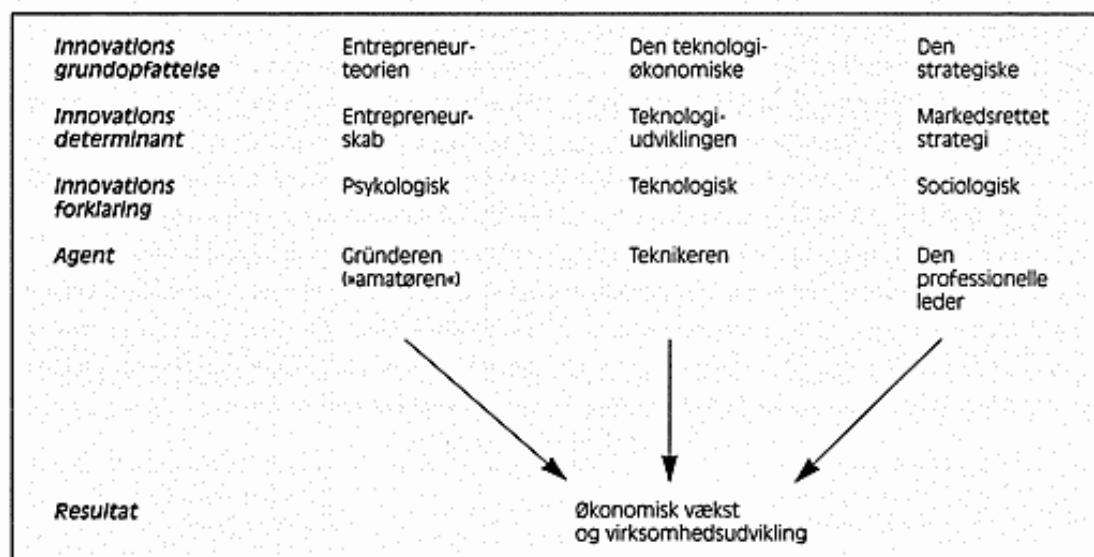 Innovations Entrepreneur- Den teknologi- Den
grundopfattelse teorien økonomiske strategiske
Innovations Entrepreneur- Teknologi- Markedsrettet
determinant skab udviklingen strategi
Innovations Psykologisk Teknologisk Sociologisk
forklaring
Agent Gründeren Teknikeren Den
(»amatøren«) professionelle
leder
Resultat Økonomisk vækst
og virksomhedsudvikling